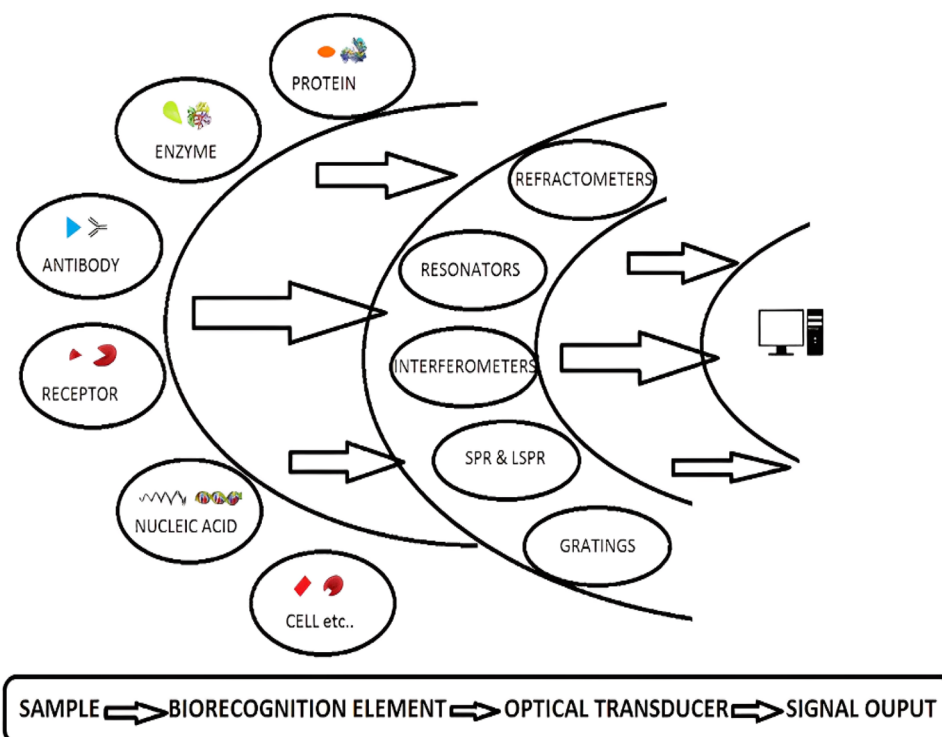 PROTEIN
ENZYME
ANTIBODY
RECEPTOR
NUCLEIC ACID
CELL etc..
REFRACTOMETERS
RESONATORS
INTERFEROMETERS
SPR & LSPR
GRATINGS
SAMPLE BIORECOGNITION ELEMENT OPTICAL TRANSDUCER SIGNAL OUPUT